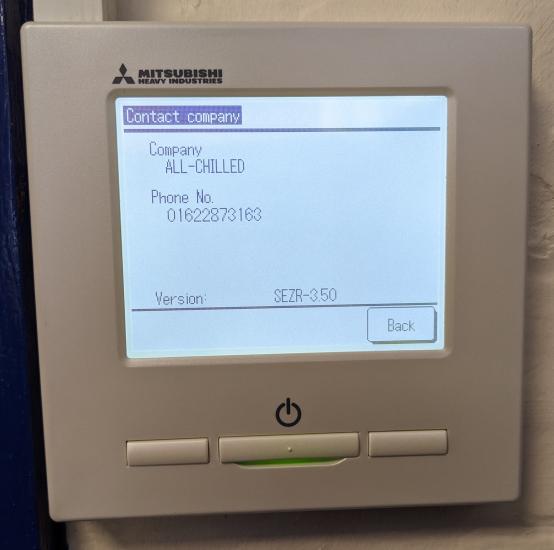 MITSUBISHI
HEAVY INDUSTRIES
Contact company
Company
ALL-CHILLED
Phone No.
01622873163
Version: SEZR-3.50
Back